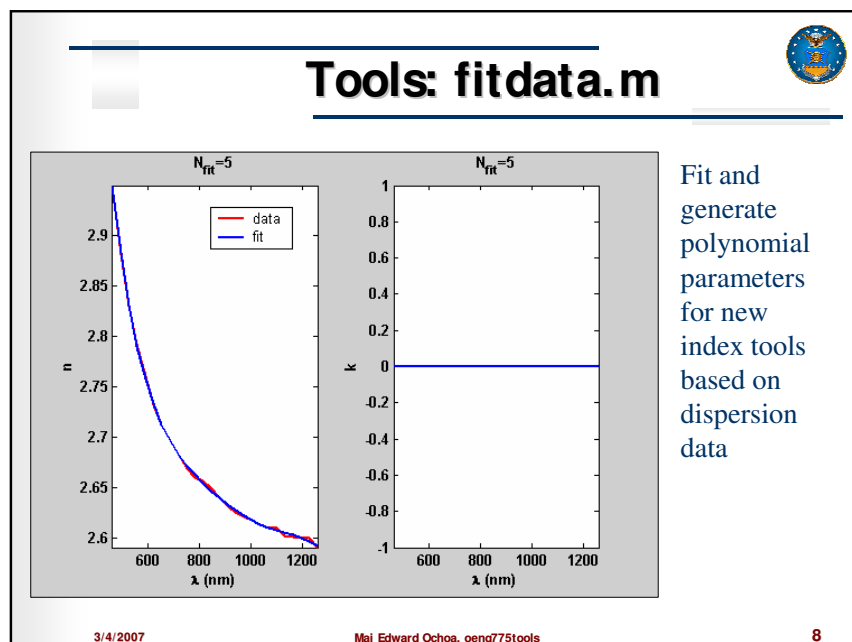 Tools: fitdata.m
N_fit=5
data
fit
2.9
2.85
2.8
2.75
2.7
2.65
2.6
n
600 800 1000 1200
λ (nm)
N_fit=5
1
0.8
0.6
0.4
0.2
0
-0.2
-0.4
-0.6
-0.8
-1
k
600 800 1000 1200
λ (nm)
Fit and
generate
polynomial
parameters
for new
index tools
based on
dispersion
data
3/4/2007
Maj Edward Ochoa, oeng775tools
8